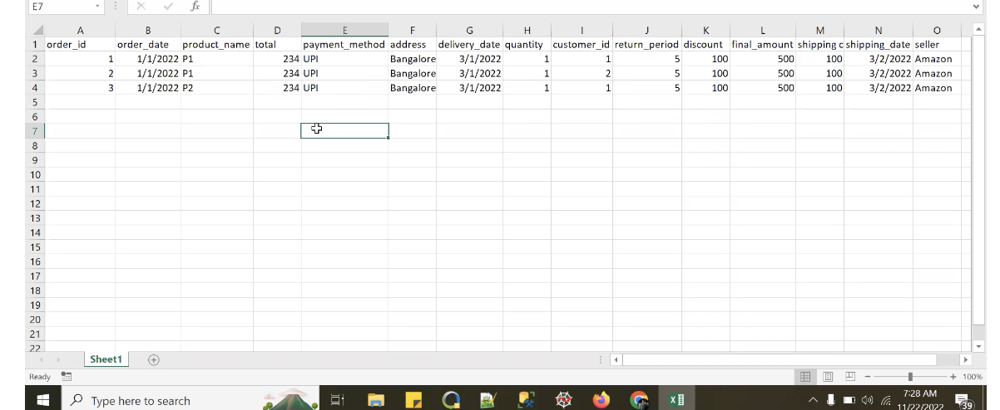 E7 fx
A B C D E F G H I J K L M N O
1 order_id order_date product_name total payment_method address delivery_date quantity customer_id return_period discount final_amount shipping c shipping_date seller
2 1 1/1/2022 P1 234 UPI Bangalore 3/1/2022 1 1 5 100 500 100 3/2/2022 Amazon
3 2 1/1/2022 P1 234 UPI Bangalore 3/1/2022 1 2 5 100 500 100 3/2/2022 Amazon
4 3 1/1/2022 P2 234 UPI Bangalore 3/1/2022 1 1 5 100 500 100 3/2/2022 Amazon
5
6
7
8
9
10
11
12
13
14
15
16
17
18
19
20
21
22
Sheet1
Ready 100%
Type here to search 7:28 AM
11/22/2022 39